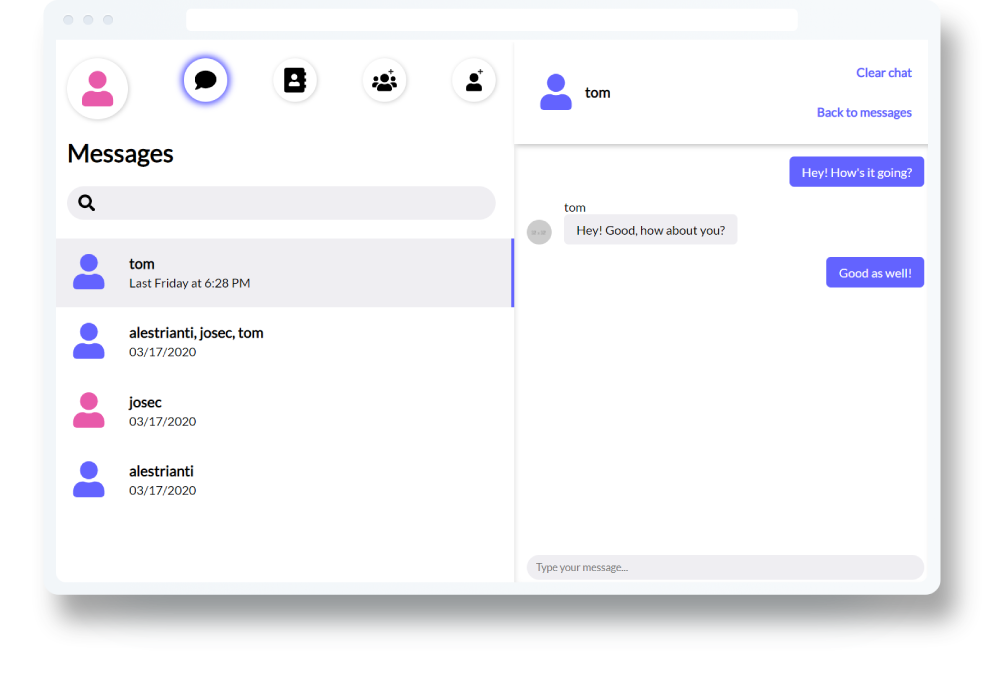 Messages
tom
Last Friday at 6:28 PM
alestrianti, josec, tom
03/17/2020
josec
03/17/2020
alestrianti
03/17/2020
tom
Clear chat
Back to messages
Hey! How's it going?
tom
Hey! Good, how about you?
Good as well!
Type your message...